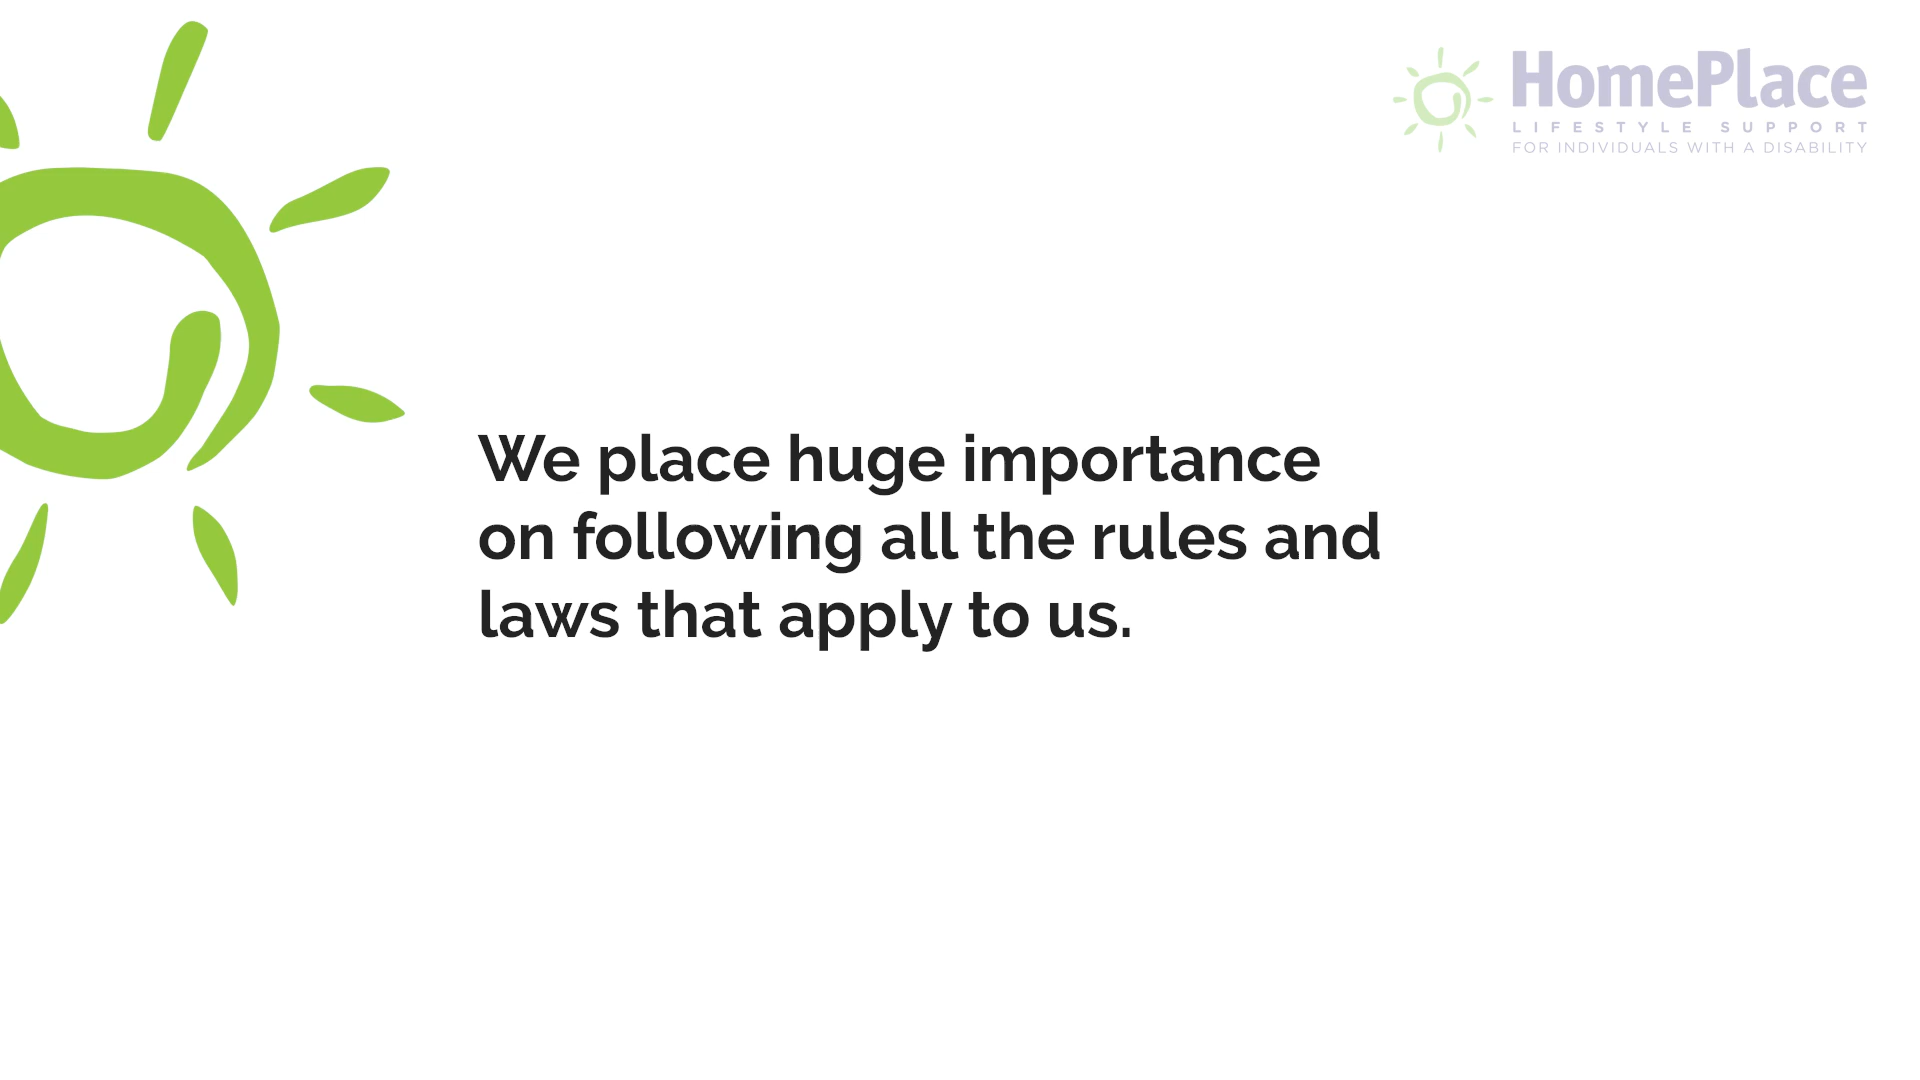 HomePlace
LIFESTYLE SUPPORT
FOR INDIVIDUALS WITH A DISABILITY
We place huge importance
on following all the rules and
laws that apply to us.